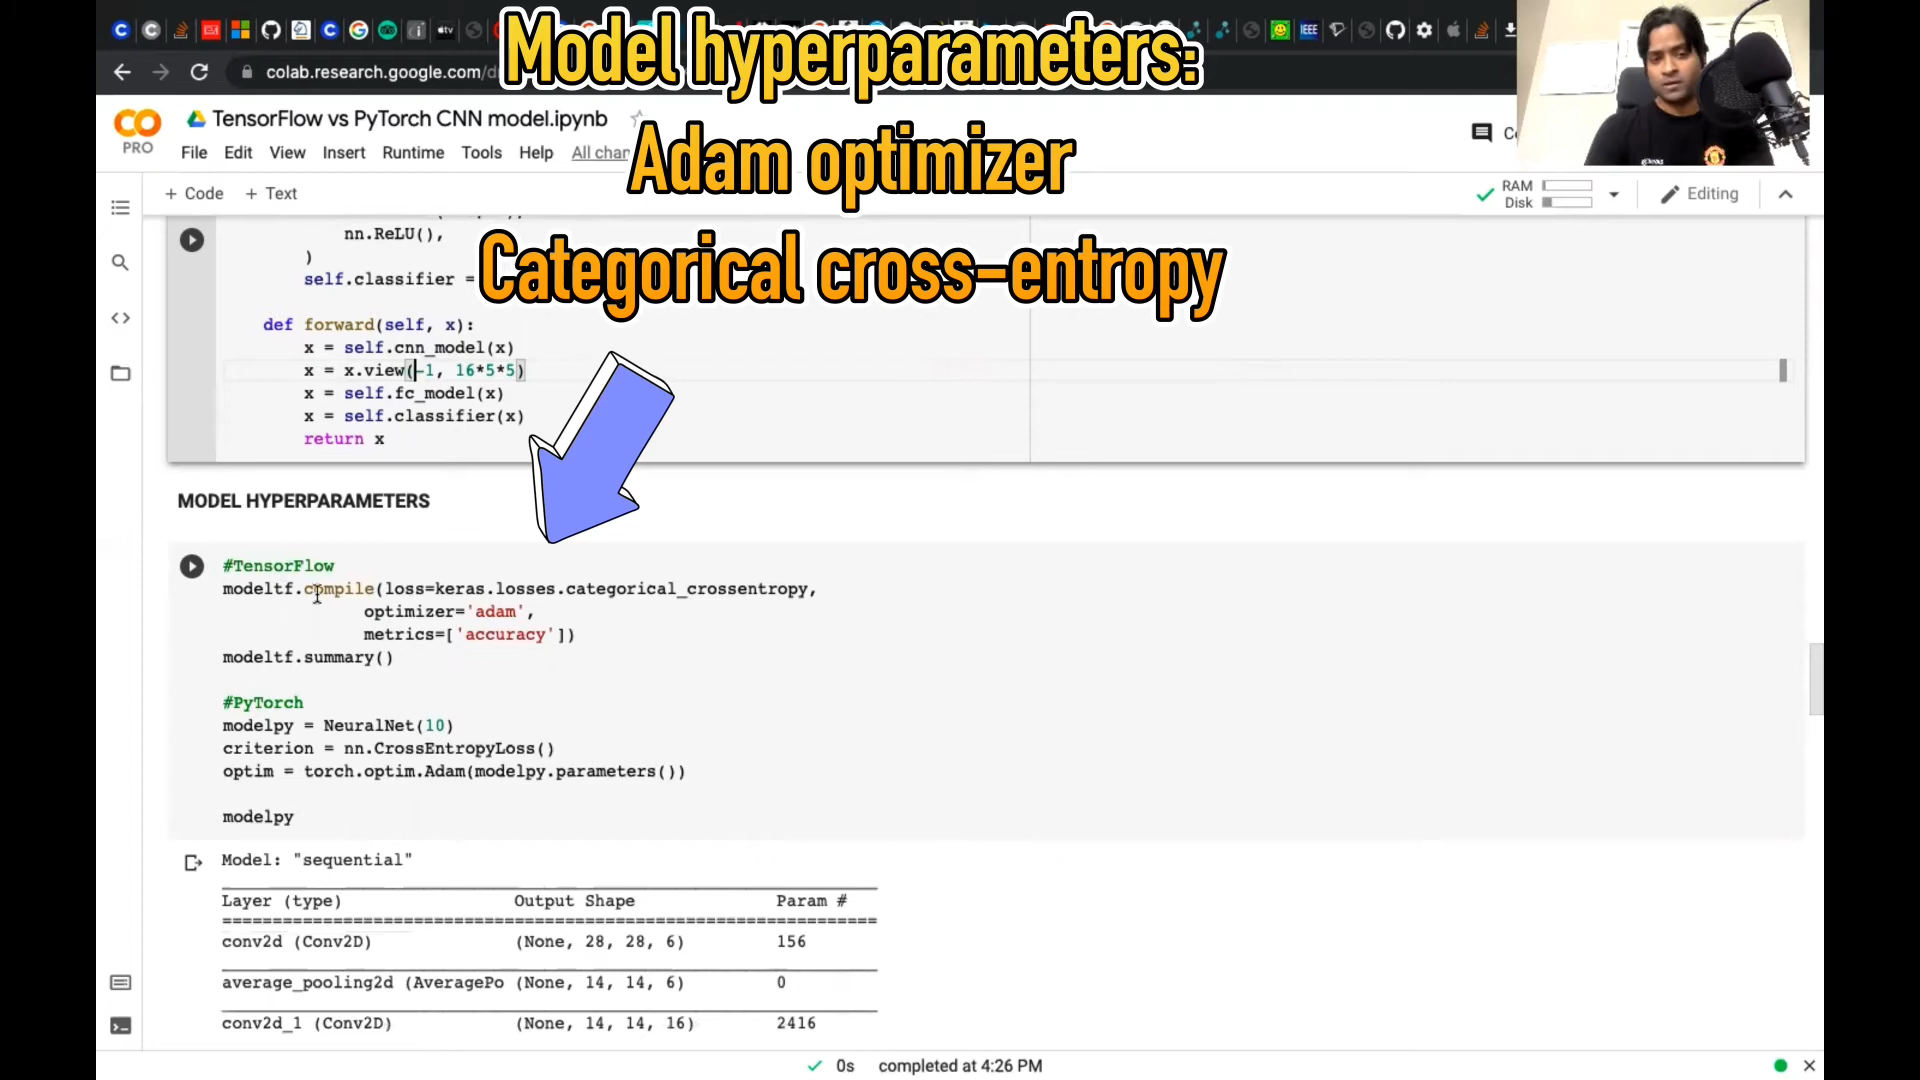 Model hyperparameters:
Adam optimizer
Categorical cross-entropy
colab.research.google.com/d
IEEE
tv
CO
PRO
TensorFlow vs PyTorch CNN model.ipynb
File Edit View Insert Runtime Tools Help All chan
+ Code + Text
RAM
Disk
Editing
nn.ReLU(),
)
self.classifier =
def forward(self, x):
x = self.cnn_model(x)
x = x.view(-1, 16*5*5)
x = self.fc_model(x)
x = self.classifier(x)
return x
MODEL HYPERPARAMETERS
#TensorFlow
modeltf.compile(loss=keras.losses.categorical_crossentropy,
optimizer='adam',
metrics=['accuracy'])
modeltf.summary()
#PyTorch
modelpy = NeuralNet(10)
criterion = nn.CrossEntropyLoss()
optim = torch.optim.Adam(modelpy.parameters())
modelpy
Model: "sequential"
Layer (type) Output Shape Param #
=================================================================
conv2d (Conv2D) (None, 28, 28, 6) 156
average_pooling2d (AveragePo (None, 14, 14, 6) 0
conv2d_1 (Conv2D) (None, 14, 14, 16) 2416
0s completed at 4:26 PM